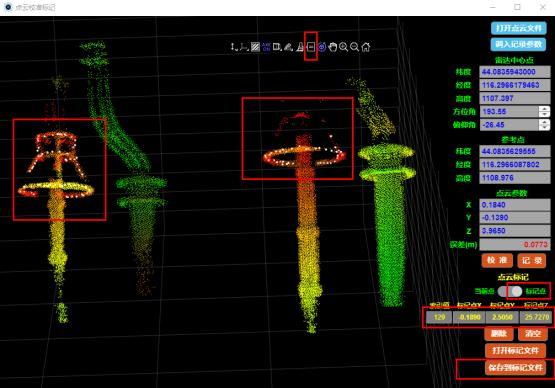 点云校准标记
打开点云文件
调入记录参数
雷达中心点
纬度 44.0835943000
经度 116.2966179463
高度 1107.397
方位角 193.55
俯仰角 -26.45
参考点
纬度 44.0835629555
经度 116.2966087802
高度 1108.976
点云参数
X 0.1840
Y -0.1390
Z 3.9650
误差(m) 0.0773
校 准 记 录
点云标记
当前点 标记点
索引值 标记点X 标记点Y 标记点Z
129 -0.1890 2.5050 25.7270
删除 清空
打开标记文件
保存到标记文件